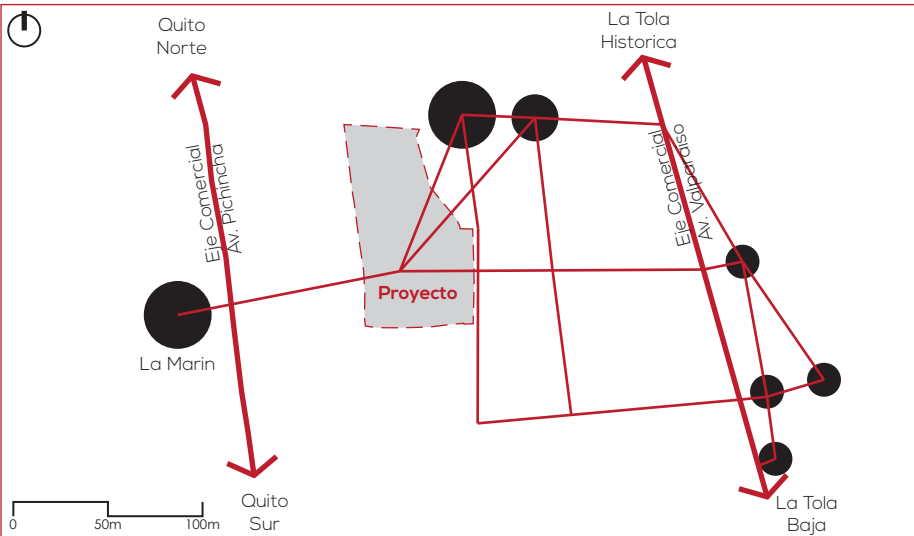 Quito
Norte
La Tola
Historica
Eje Comercial
Av. Pichincha
Eje Comercial
Av. Valparaiso
Proyecto
La Marin
Quito
Sur
La Tola
Baja
0
50m
100m